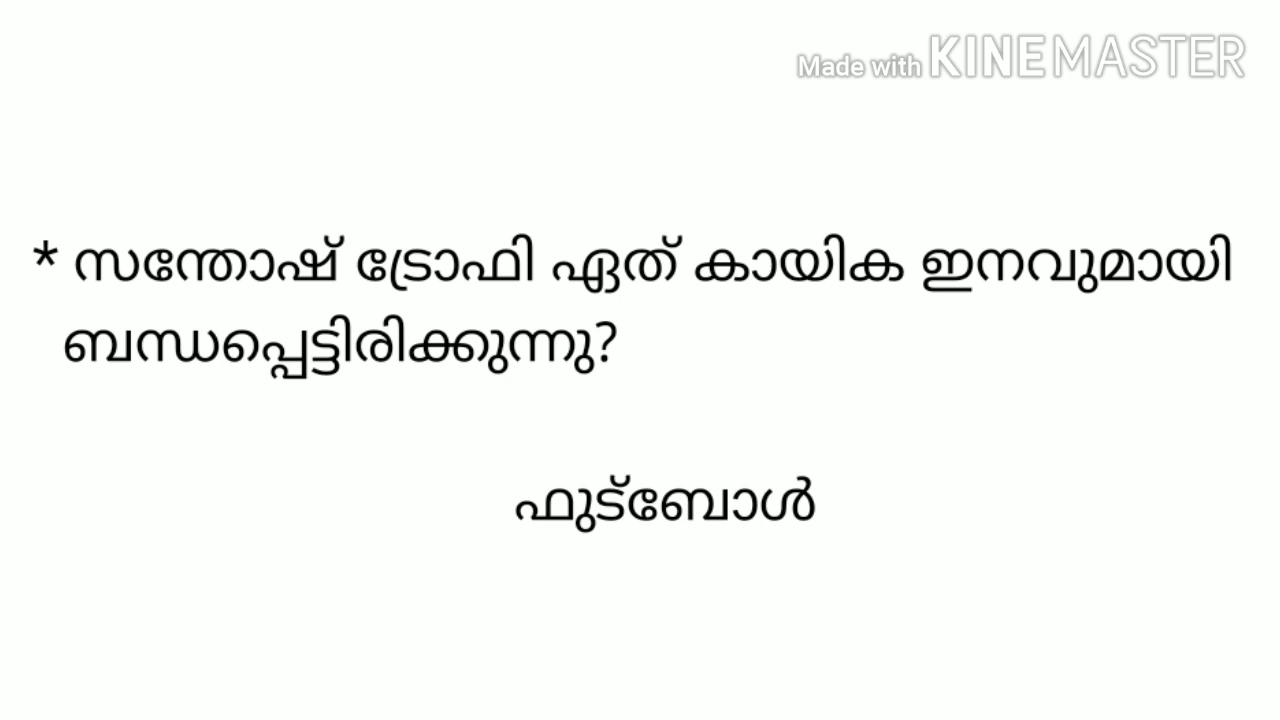 Made with KINEMASTER
* സന്തോഷ് ട്രോഫി ഏത് കായിക ഇനവുമായി
ബന്ധപ്പെട്ടിരിക്കുന്നു?
ഫുട്ബോൾ